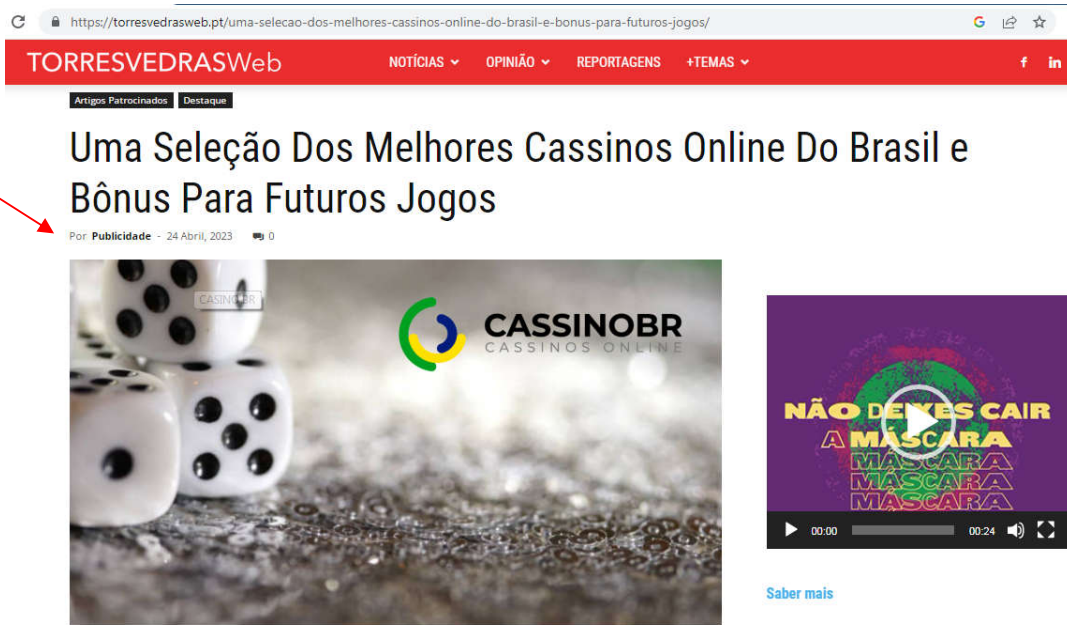 https://torresvedrasweb.pt/uma-selecao-dos-melhores-cassinos-online-do-brasil-e-bonus-para-futuros-jogos/
TORRESVEDRASWeb NOTÍCIAS OPINIÃO REPORTAGENS +TEMAS
Artigos Patrocinados Destaque
Uma Seleção Dos Melhores Cassinos Online Do Brasil e
Bônus Para Futuros Jogos
Por Publicidade - 24 Abril, 2023 0
CASINO BR
CASSINOBR
CASSINOS ONLINE
NÃO DEIXES CAIR
A MÁSCARA
MÁSCARA
MÁSCARA
MÁSCARA
00:00 00:24
Saber mais